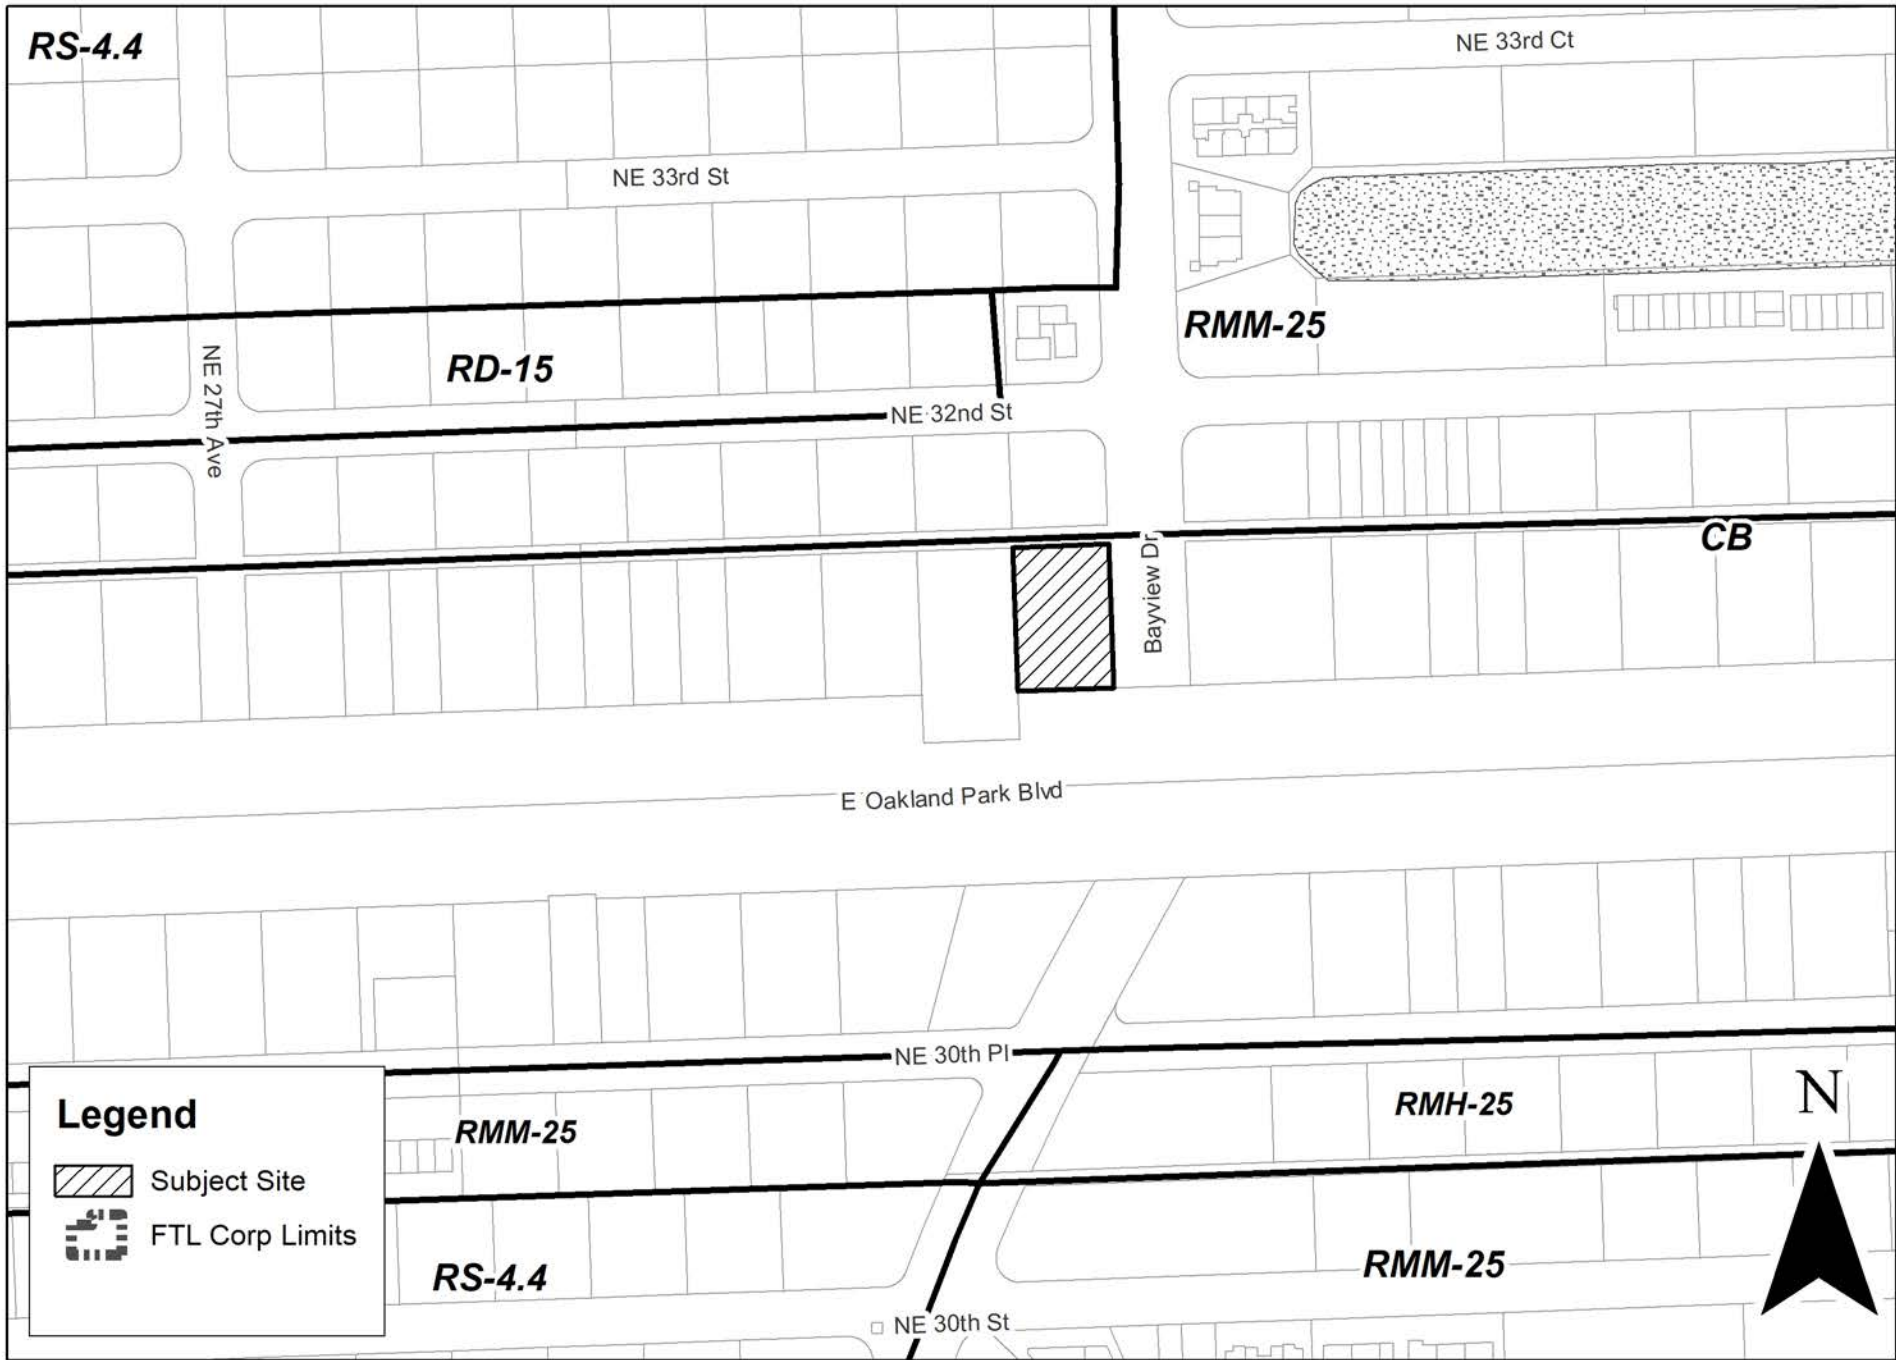 RS-4.4
NE 33rd Ct
NE 33rd St
RMM-25
RD-15
NE 27th Ave
NE 32nd St
CB
Bayview Dr
E Oakland Park Blvd
NE 30th Pl
RMH-25
RMM-25
N
Legend
Subject Site
FTL Corp Limits
RS-4.4
RMM-25
NE 30th St